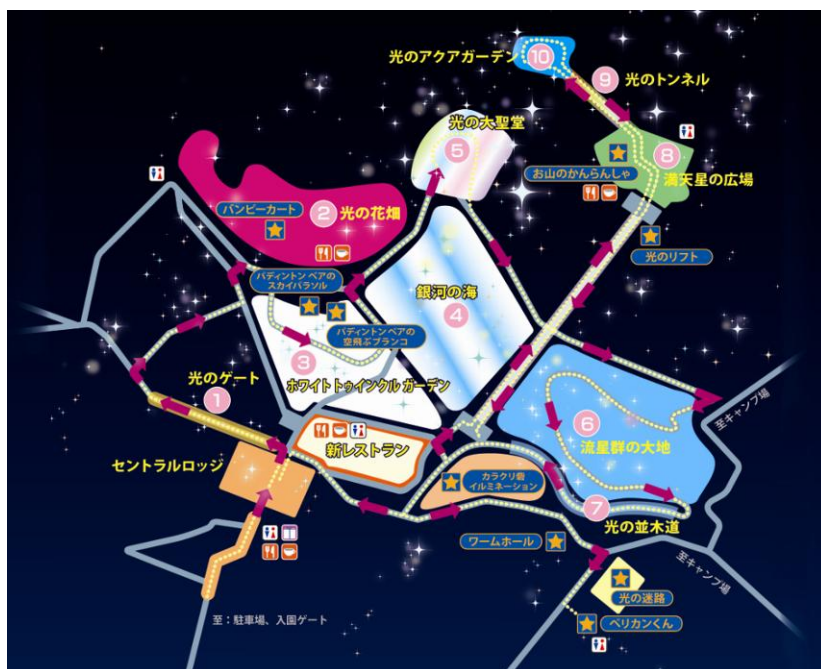 光のアクアガーデン
10
9
光のトンネル
光の大聖堂
5
8
お山のかんらんしゃ
満天星の広場
バンビーカート
2
光の花畑
光のリフト
パディントン ベアの
スカイパラソル
銀河の海
4
パディントン ベアの
空飛ぶブランコ
3
ホワイト トゥインクル ガーデン
光のゲート
1
至キャンプ場
6
流星群の大地
新レストラン
セントラルロッジ
カラクリ砦
イルミネーション
7
光の並木道
ワームホール
至キャンプ場
光の迷路
至:駐車場、入園ゲート
ペリカンくん